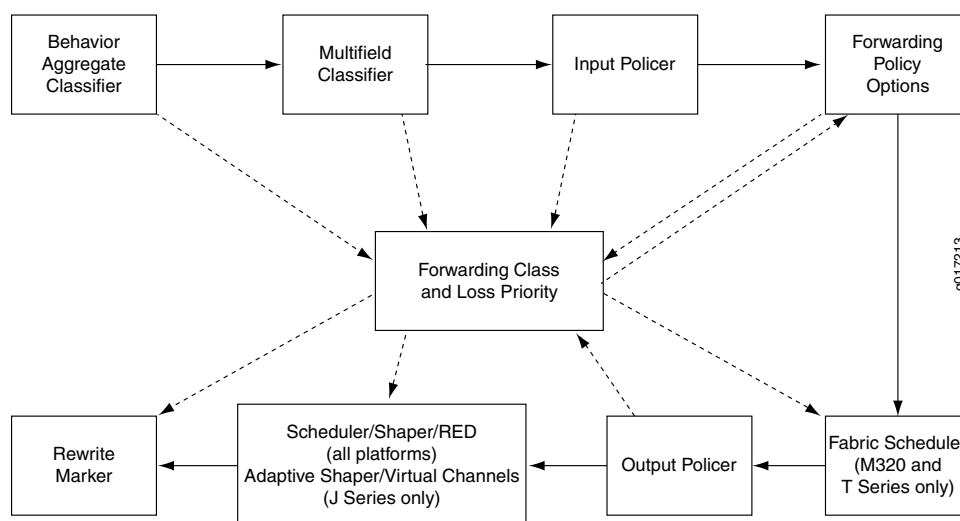 Behavior
Aggregate
Classifier
Multifield
Classifier
Input Policer
Forwarding
Policy
Options
Forwarding Class
and Loss Priority
g017213
Rewrite
Marker
Scheduler/Shaper/RED
(all platforms)
Adaptive Shaper/Virtual Channels
(J Series only)
Output Policer
Fabric Schedule
(M320 and
T Series only)